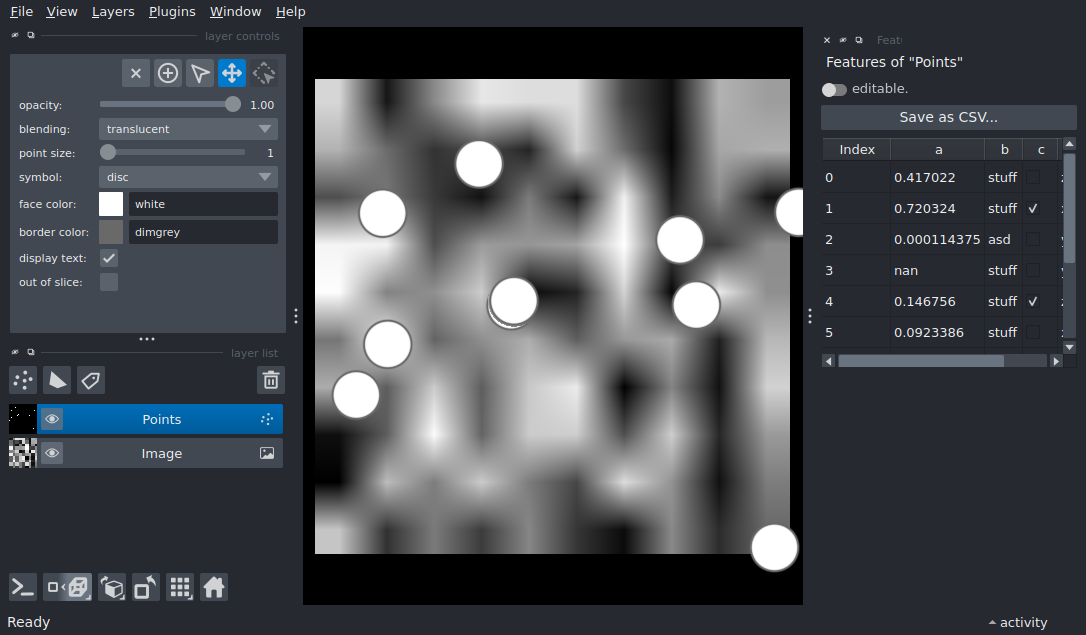 File View Layers Plugins Window Help
layer controls
opacity: 1.00
blending: translucent
point size: 1
symbol: disc
face color: white
border color: dimgrey
display text:
out of slice:
layer list
Points
Image
Ready
Feat
Features of "Points"
editable.
Save as CSV...
Index a b c
0 0.417022 stuff
1 0.720324 stuff
2 0.000114375 asd
3 nan stuff
4 0.146756 stuff
5 0.0923386 stuff
activity